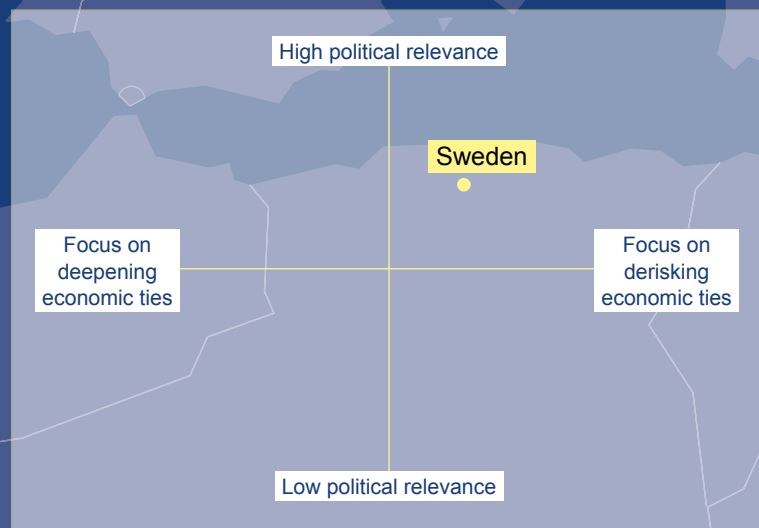 High political relevance
Sweden
Focus on
deepening
economic ties
Focus on
derisking
economic ties
Low political relevance